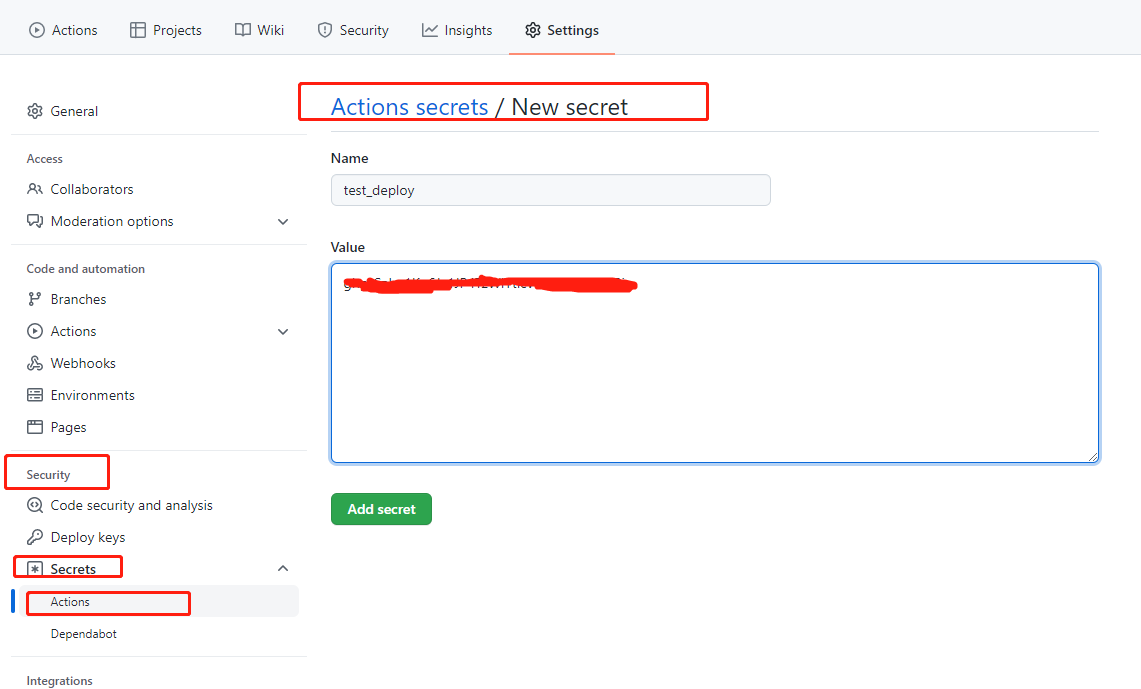 Actions Projects Wiki Security Insights Settings
General
Access
Collaborators
Moderation options
Code and automation
Branches
Actions
Webhooks
Environments
Pages
Security
Code security and analysis
Deploy keys
Secrets
Actions
Dependabot
Integrations
Actions secrets / New secret
Name
test_deploy
Value
Add secret